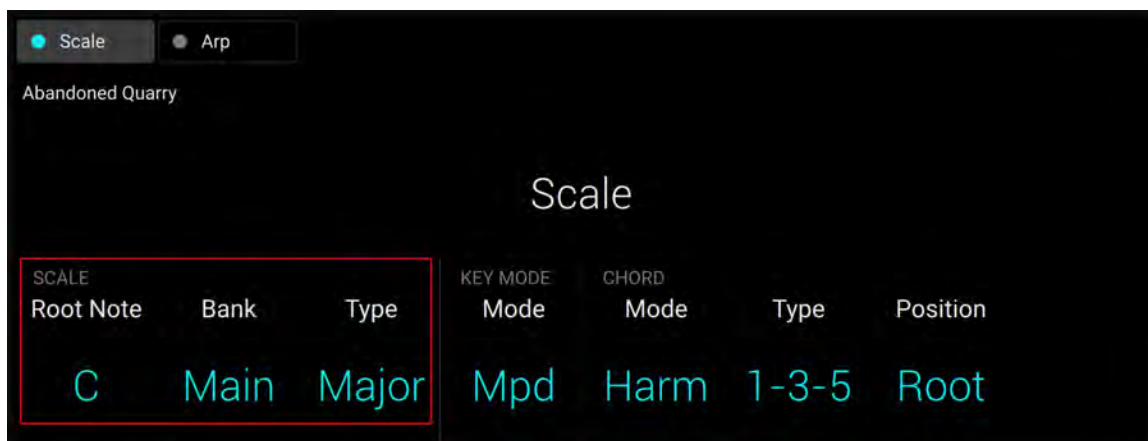 Scale Arp
Abandoned Quarry
Scale
SCALE KEY MODE CHORD
Root Note Bank Type Mode Mode Type Position
C Main Major Mpd Harm 1-3-5 Root